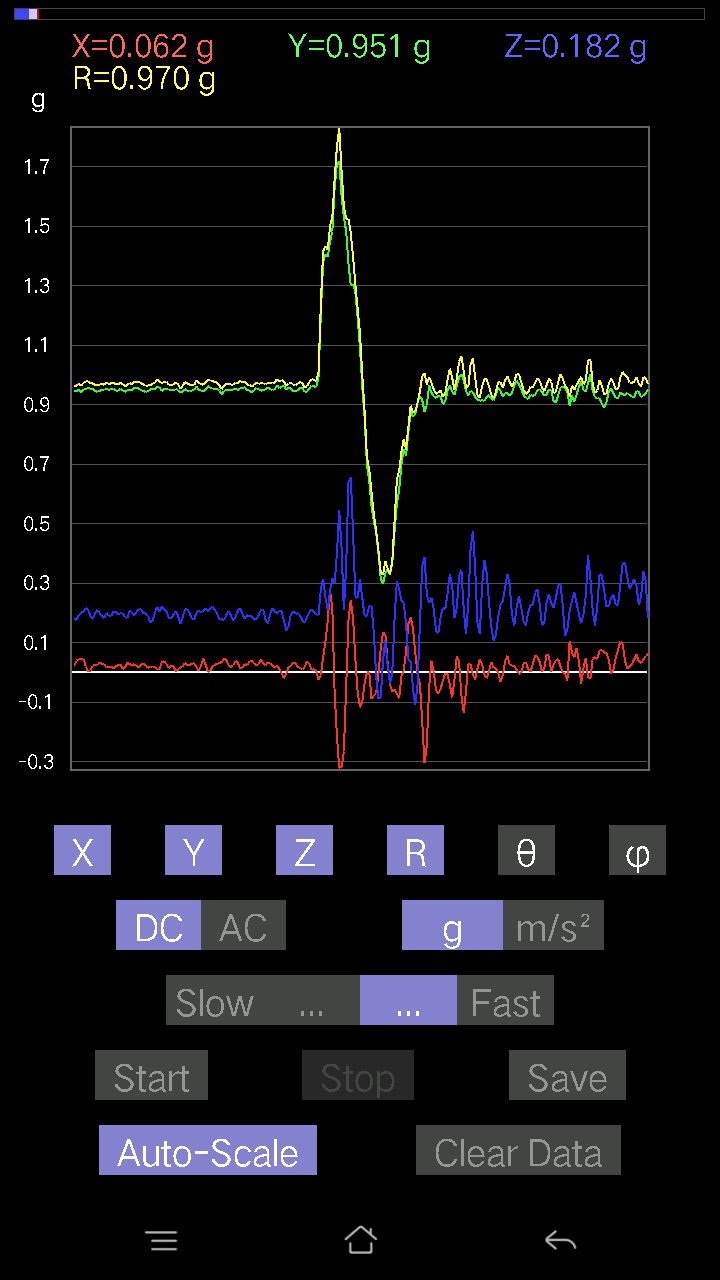 X=0.062 g Y=0.951 g Z=0.182 g
R=0.970 g
g
1.7
1.5
1.3
1.1
0.9
0.7
0.5
0.3
0.1
-0.1
-0.3
X Y Z R θ φ
DC AC g m/s²
Slow ... ... Fast
Start Stop Save
Auto-Scale Clear Data